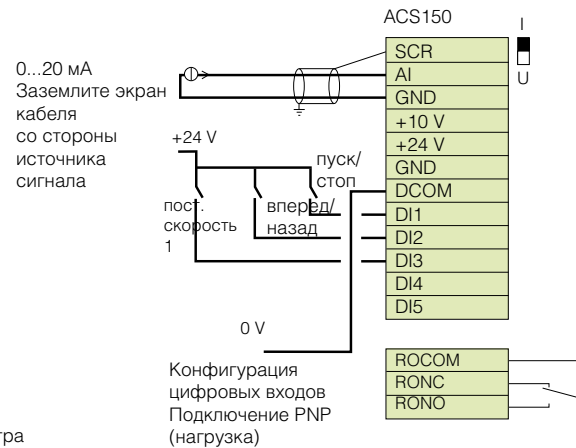 ACS150
I
U
SCR
AI
GND
+10 V
+24 V
GND
DCOM
DI1
DI2
DI3
DI4
DI5
0...20 мА
Заземлите экран
кабеля
со стороны
источника
сигнала
+24 V
пуск/
стоп
вперед/
назад
пост.
скорость
1
0 V
Конфигурация
цифровых входов
Подключение PNP
(нагрузка)
ROCOM
RONC
RONO
тра